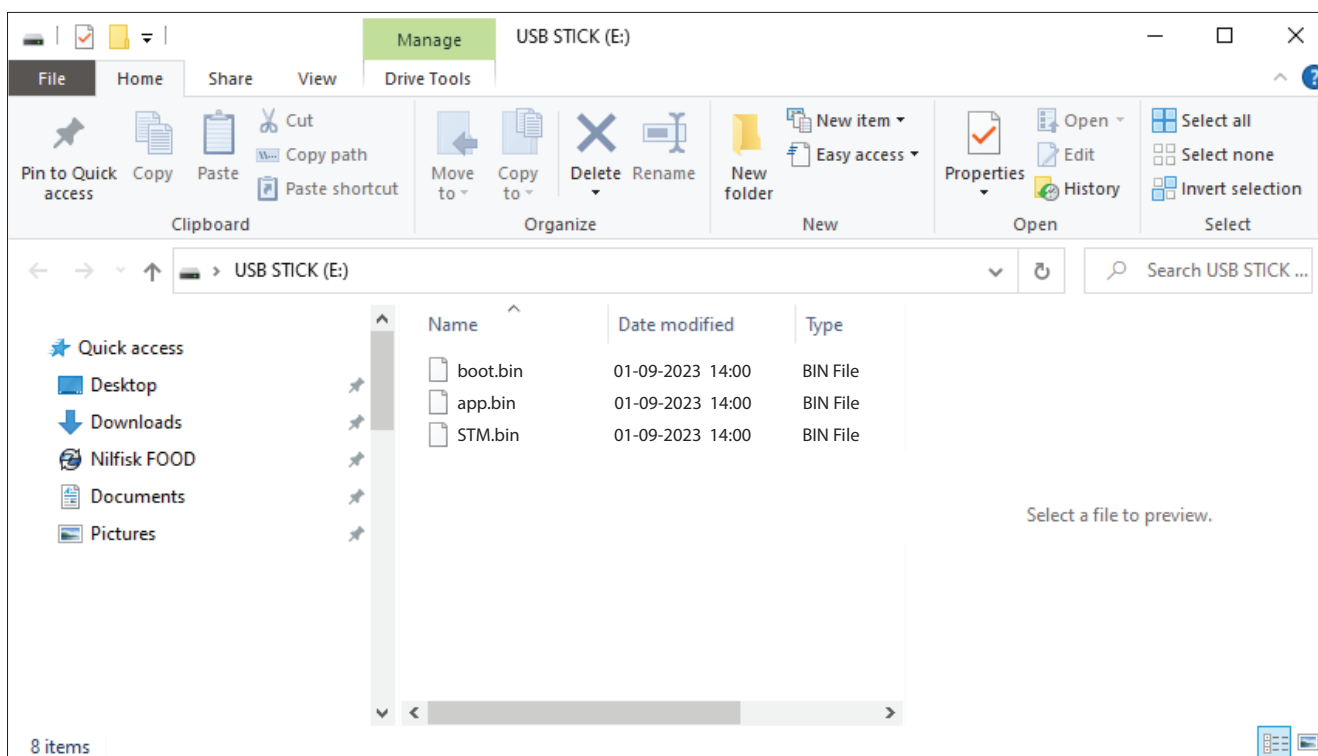 Manage USB STICK (E:)
File Home Share View Drive Tools
?
Pin to Quick access
Copy
Paste
Cut
Copy path
Paste shortcut
Move to
Copy to
Delete
Rename
New folder
New item
Easy access
Properties
Open
Edit
History
Select all
Select none
Invert selection
Clipboard Organize New Open Select
USB STICK (E:) Search USB STICK ...
Name Date modified Type
Quick access
Desktop
Downloads
Nilfisk FOOD
Documents
Pictures
boot.bin 01-09-2023 14:00 BIN File
app.bin 01-09-2023 14:00 BIN File
STM.bin 01-09-2023 14:00 BIN File
Select a file to preview.
8 items